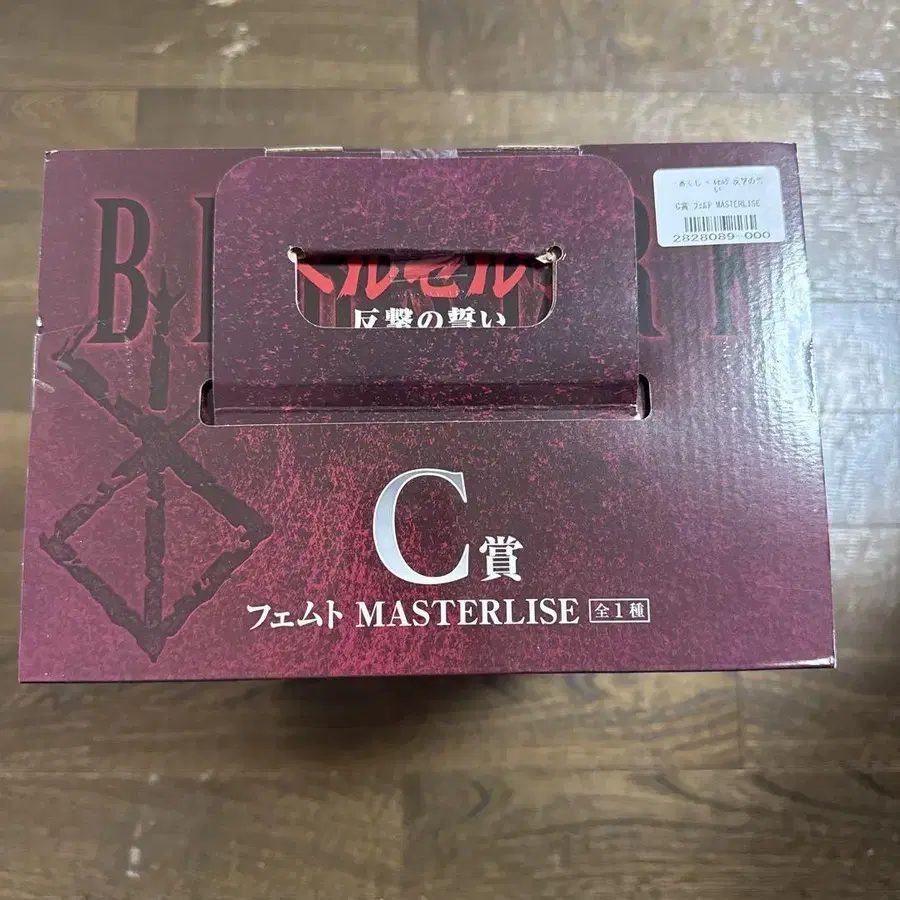 C賞 フェムト MASTERLISE
2828089-000
ベルセルク
反撃の誓い
C賞
フェムト MASTERLISE 全1種